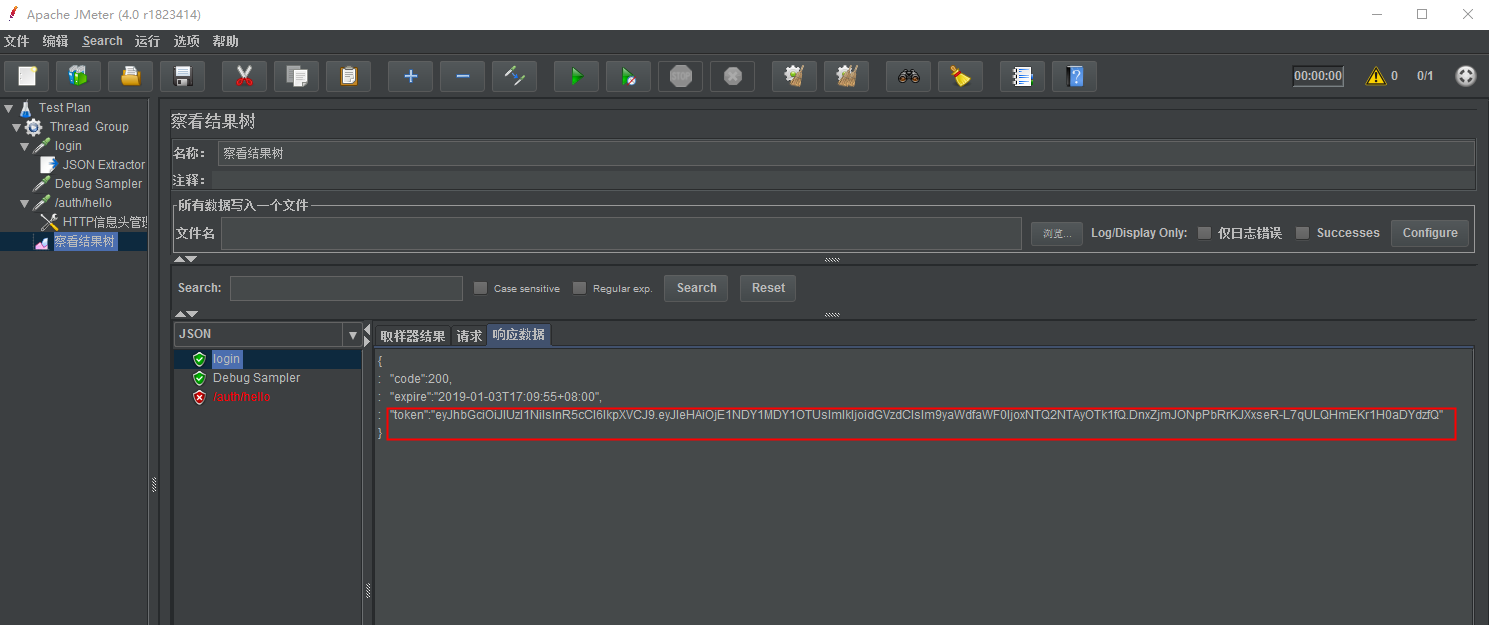 Apache JMeter (4.0 r1823414)
文件 编辑 Search 运行 选项 帮助
STOP 00:00:00 0 0/1
Test Plan
Thread Group
login
JSON Extractor
Debug Sampler
/auth/hello
HTTP信息头管理
察看结果树
察看结果树
名称: 察看结果树
注释:
所有数据写入一个文件
文件名 浏览... Log/Display Only: 仅日志错误 Successes Configure
Search: Case sensitive Regular exp. Search Reset
JSON
login
Debug Sampler
/auth/hello
取样器结果 请求 响应数据
{
: "code":200,
: "expire":"2019-01-03T17:09:55+08:00",
: "token":"eyJhbGciOiJIUzI1NiIsInR5cCI6IkpXVCJ9.eyJleHAiOjE1NDY1MDY1OTUsImlkIjoidGVzdCIsIm9yaWdfaWF0IjoxNTQ2NTAyOTk1fQ.DnxZjmJONpPbRrKJXxseR-L7qULQHmEKr1H0aDYdzfQ"
}